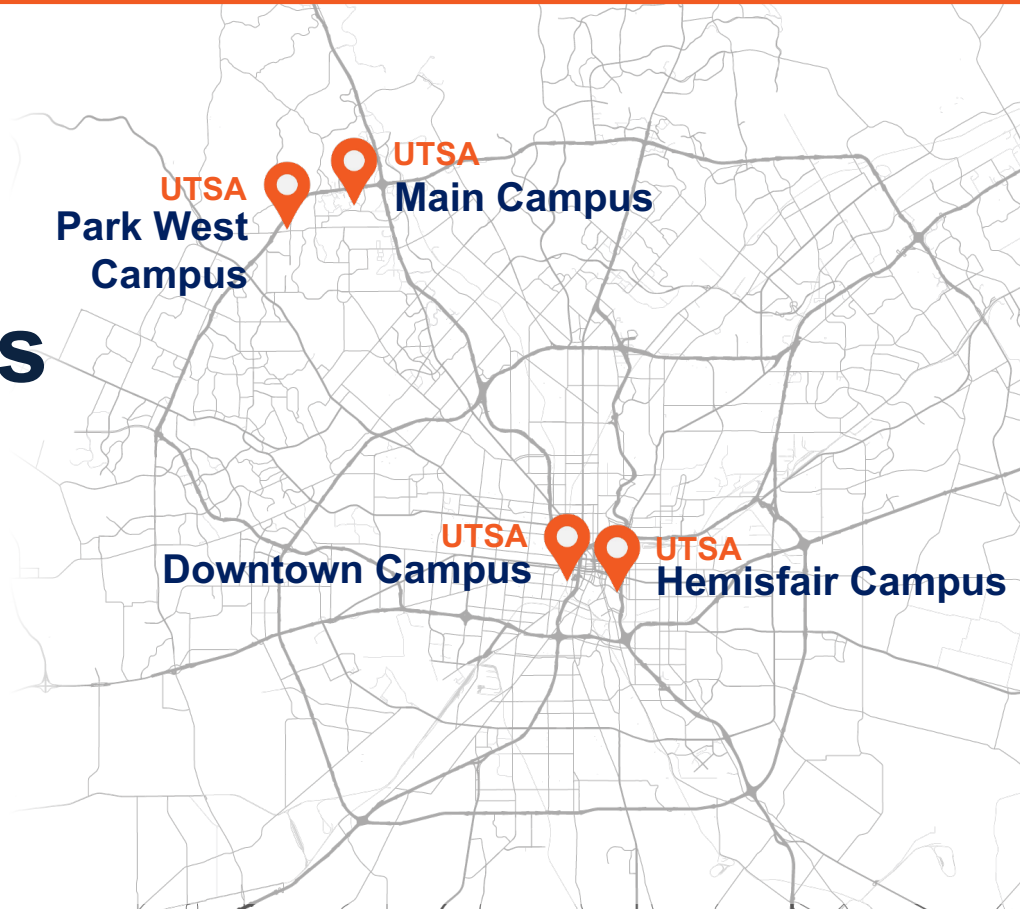 UTSA
Main Campus
UTSA
Park West
Campus
s
UTSA
Downtown Campus
UTSA
Hemisfair Campus